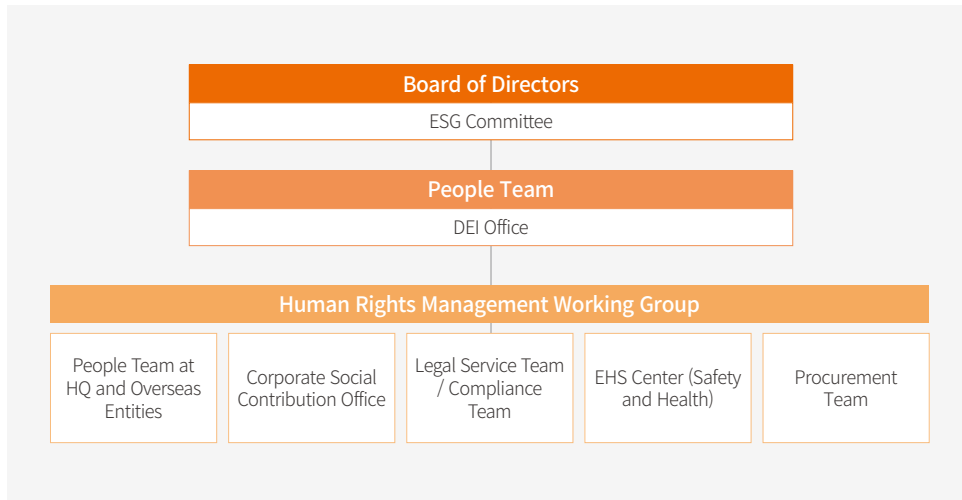 Board of Directors
ESG Committee
People Team
DEI Office
Human Rights Management Working Group
People Team at
HQ and Overseas
Entities
Corporate Social
Contribution Office
Legal Service Team
/ Compliance
Team
EHS Center (Safety
and Health)
Procurement
Team